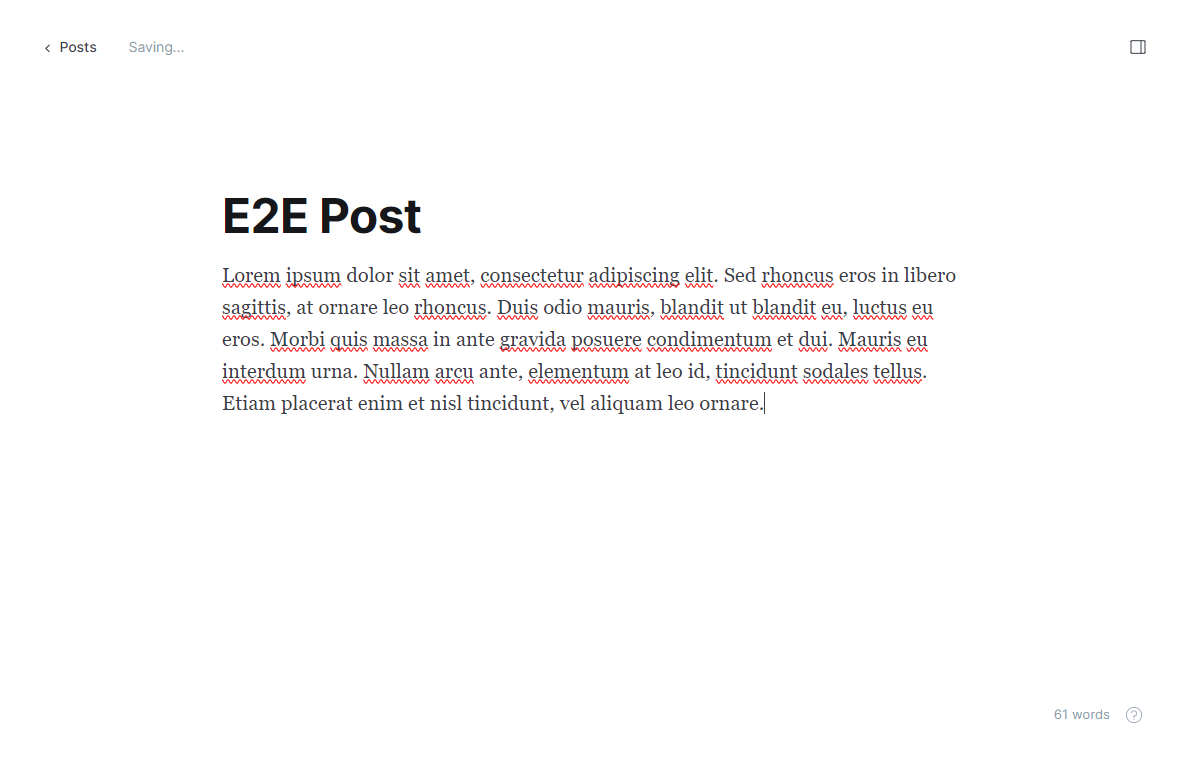 Posts
Saving...
E2E Post
Lorem ipsum dolor sit amet, consectetur adipiscing elit. Sed rhoncus eros in libero
sagittis, at ornare leo rhoncus. Duis odio mauris, blandit ut blandit eu, luctus eu
eros. Morbi quis massa in ante gravida posuere condimentum et dui. Mauris eu
interdum urna. Nullam arcu ante, elementum at leo id, tincidunt sodales tellus.
Etiam placerat enim et nisl tincidunt, vel aliquam leo ornare.
61 words
?